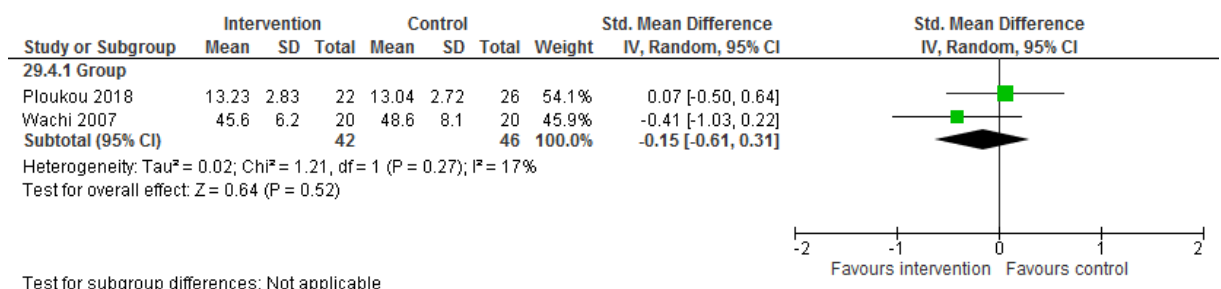 Intervention Control Std. Mean Difference Std. Mean Difference
Study or Subgroup Mean SD Total Mean SD Total Weight IV, Random, 95% CI IV, Random, 95% CI
29.4.1 Group
Ploukou 2018 13.23 2.83 22 13.04 2.72 26 54.1% 0.07 [-0.50, 0.64]
Wachi 2007 45.6 6.2 20 48.6 8.1 20 45.9% -0.41 [-1.03, 0.22]
Subtotal (95% CI) 42 46 100.0% -0.15 [-0.61, 0.31]
Heterogeneity: Tau² = 0.02; Chi² = 1.21, df = 1 (P = 0.27); I² = 17%
Test for overall effect: Z = 0.64 (P = 0.52)
-2 -1 0 1 2
Favours intervention Favours control
Test for subgroup differences: Not applicable